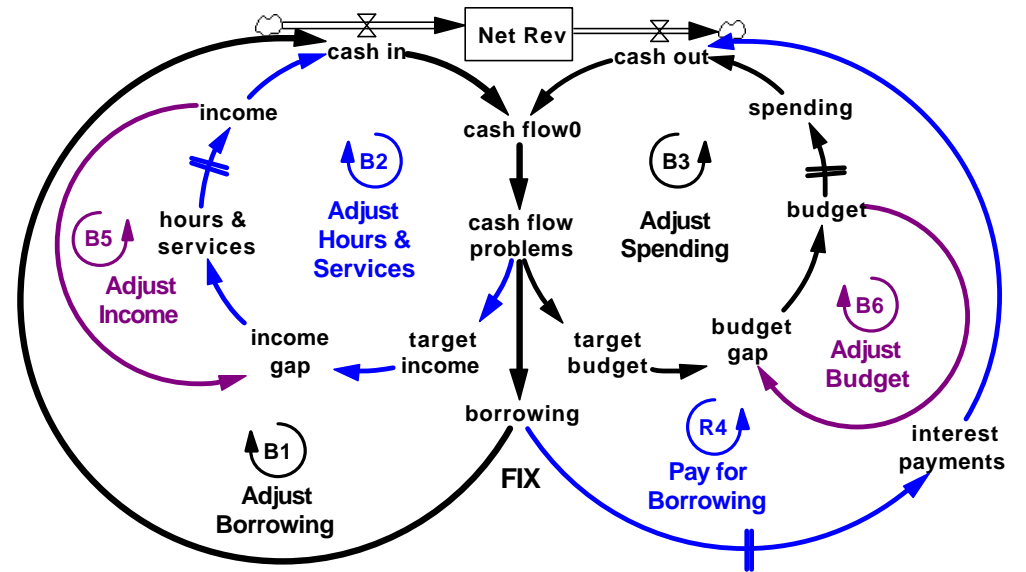 Net Rev
cash in
cash out
income
spending
cash flow0
B2
B3
hours &
services
Adjust
Hours &
Services
cash flow
problems
Adjust
Spending
budget
B5
Adjust
Income
income
gap
target
income
target
budget
budget
gap
B6
Adjust
Budget
borrowing
B1
Adjust
Borrowing
FIX
R4
Pay for
Borrowing
interest
payments